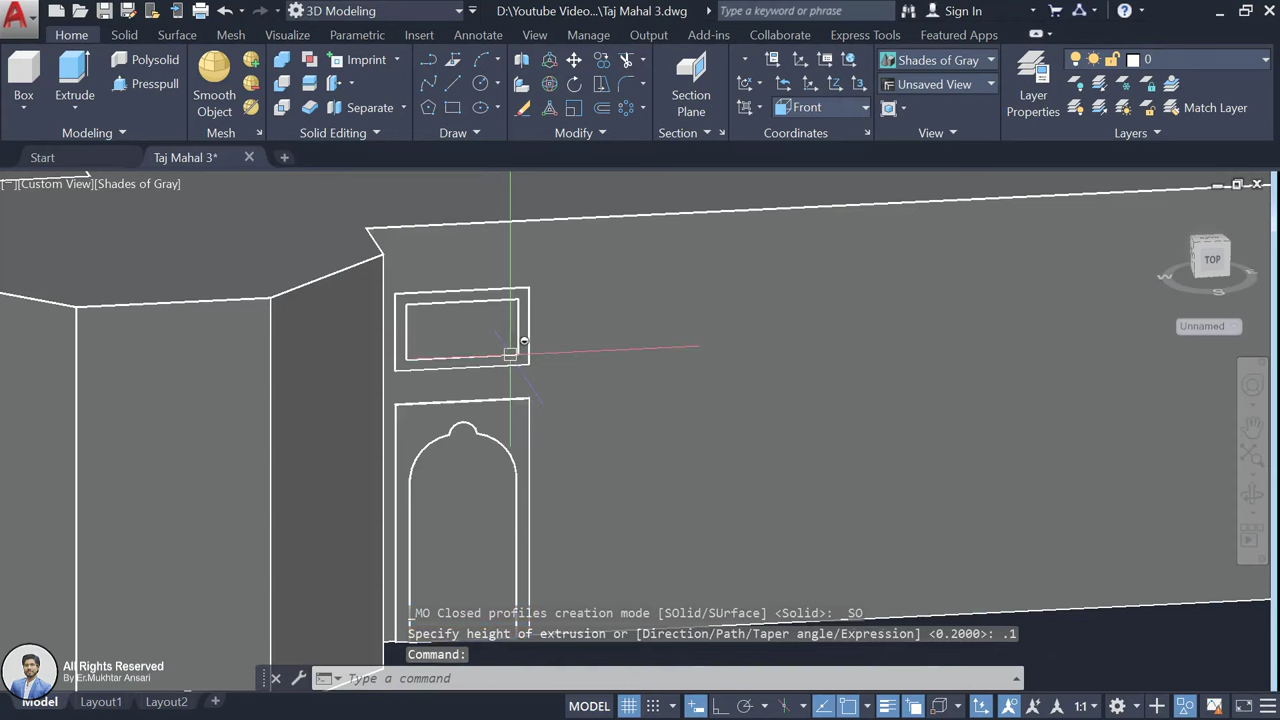 D:\Youtube Video...\Taj Mahal 3.dwg
3D Modeling
Type a keyword or phrase
Sign In
Home Solid Surface Mesh Visualize Parametric Insert Annotate View Manage Output Add-ins Collaborate Express Tools Featured Apps
Polysolid
Imprint
Shades of Gray
0
Presspull
Unsaved View
Box
Extrude
Smooth
Object
Separate
Section
Plane
Front
Layer
Properties
Match Layer
Modeling
Mesh
Solid Editing
Draw
Modify
Section
Coordinates
View
Layers
Start
Taj Mahal 3*
[−][Custom View][Shades of Gray]
TOP
W
E
S
Unnamed
_MO Closed profiles creation mode [SOlid/SUrface] <Solid>: _SO
Specify height of extrusion or [Direction/Path/Taper angle/Expression] <0.2000>: .1
Command:
Type a command
All Rights Reserved
By Er.Mukhtar Ansari
Model Layout1 Layout2
MODEL
1:1